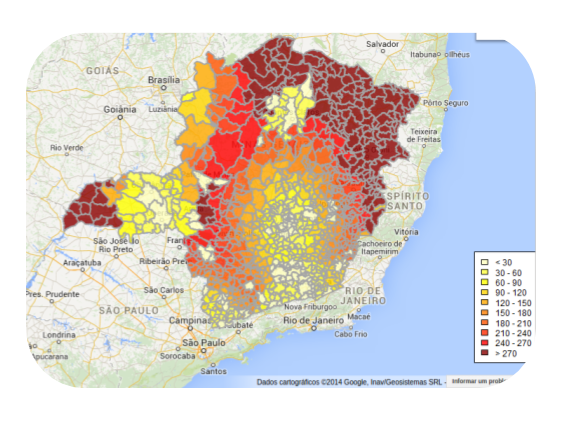 Salvador
Itabuna Ilhéus
GOIÁS
Brasília
Goiânia
Luziânia
Pôrto Seguro
Teixeira
de Freitas
Rio Verde
ESPÍRITO
SANTO
Vitória
São José do
Rio Preto
Fran
Cachoeiro de
Itapemirim
Araçatuba
Ribeirão Pre
Pres. Prudente
São Carlos
RIO DE
JANEIRO
SÃO PAULO
Nova Friburgo
Macaé
Campinas
Taubaté
Rio de Janeiro
Cabo Frio
Londrina
São Paulo
Apucarana
Sorocaba
Santos
< 30
30 - 60
60 - 90
90 - 120
120 - 150
150 - 180
180 - 210
210 - 240
240 - 270
> 270
Dados cartográficos ©2014 Google, Inav/Geosistemas SRL - Informar um probl